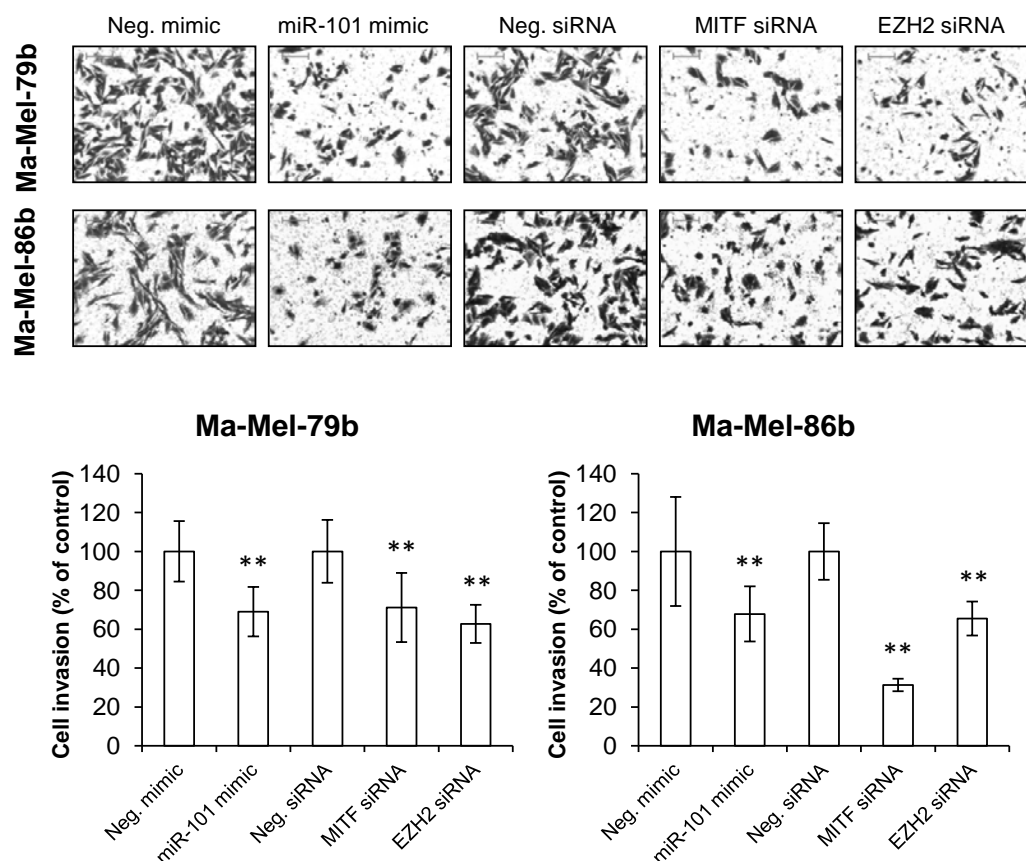 Neg. mimic miR-101 mimic Neg. siRNA MITF siRNA EZH2 siRNA
Ma-Mel-79b
Ma-Mel-86b
Ma-Mel-79b
Cell invasion (% of control)
140
120
100
80
60
40
20
0
**
**
**
Neg. mimic
miR-101 mimic
Neg. siRNA
MITF siRNA
EZH2 siRNA
Ma-Mel-86b
Cell invasion (% of control)
140
120
100
80
60
40
20
0
**
**
**
Neg. mimic
miR-101 mimic
Neg. siRNA
MITF siRNA
EZH2 siRNA